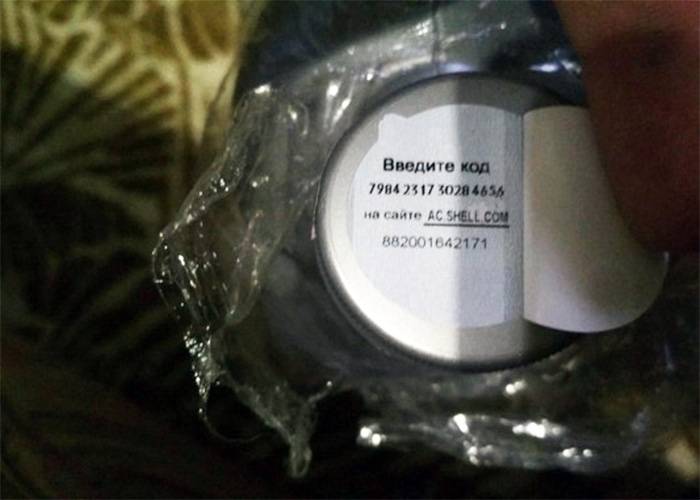 Введите код
7984 2317 3028 4656
на сайте AC.SHELL.COM
882001642171